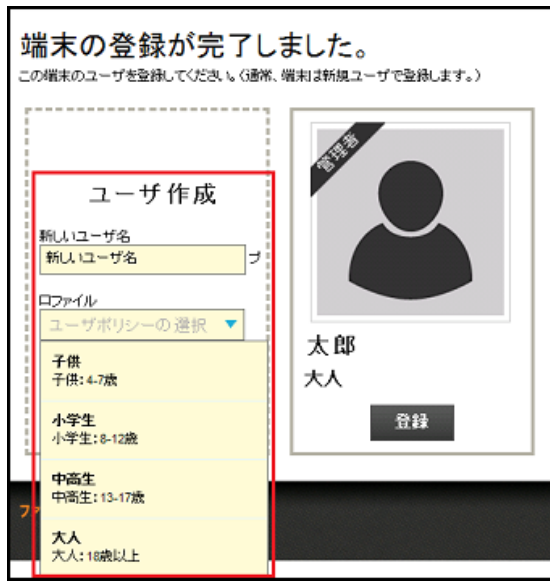 端末の登録が完了しました。
この端末のユーザを登録してください。(通常、端末は新規ユーザで登録します。)
ユーザ作成
新しいユーザ名
新しいユーザ名
プ
ロファイル
ユーザポリシーの選択
子供
子供: 4-7歳
小学生
小学生: 8-12歳
中高生
中高生: 13-17歳
大人
大人: 18歳以上
管理者
太郎
大人
登録
ファ